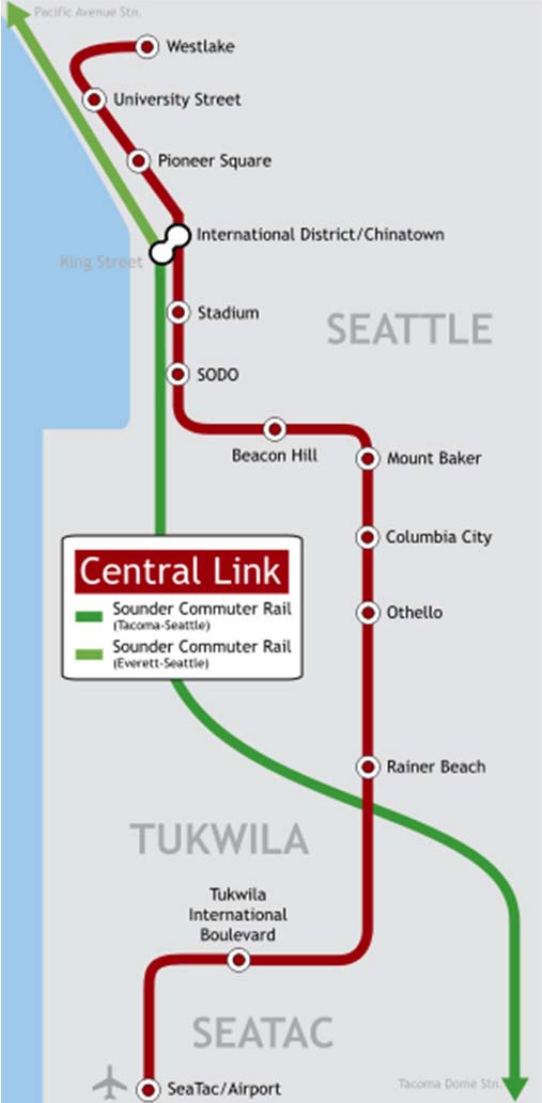 Pacific Avenue Stn.
Westlake
University Street
Pioneer Square
International District/Chinatown
King Street
Stadium
SEATTLE
SODO
Beacon Hill
Mount Baker
Columbia City
Central Link
Sounder Commuter Rail
(Tacoma-Seattle)
Sounder Commuter Rail
(Everett-Seattle)
Othello
Rainer Beach
TUKWILA
Tukwila
International
Boulevard
SEATAC
SeaTac/Airport
Tacoma Dome Stn.